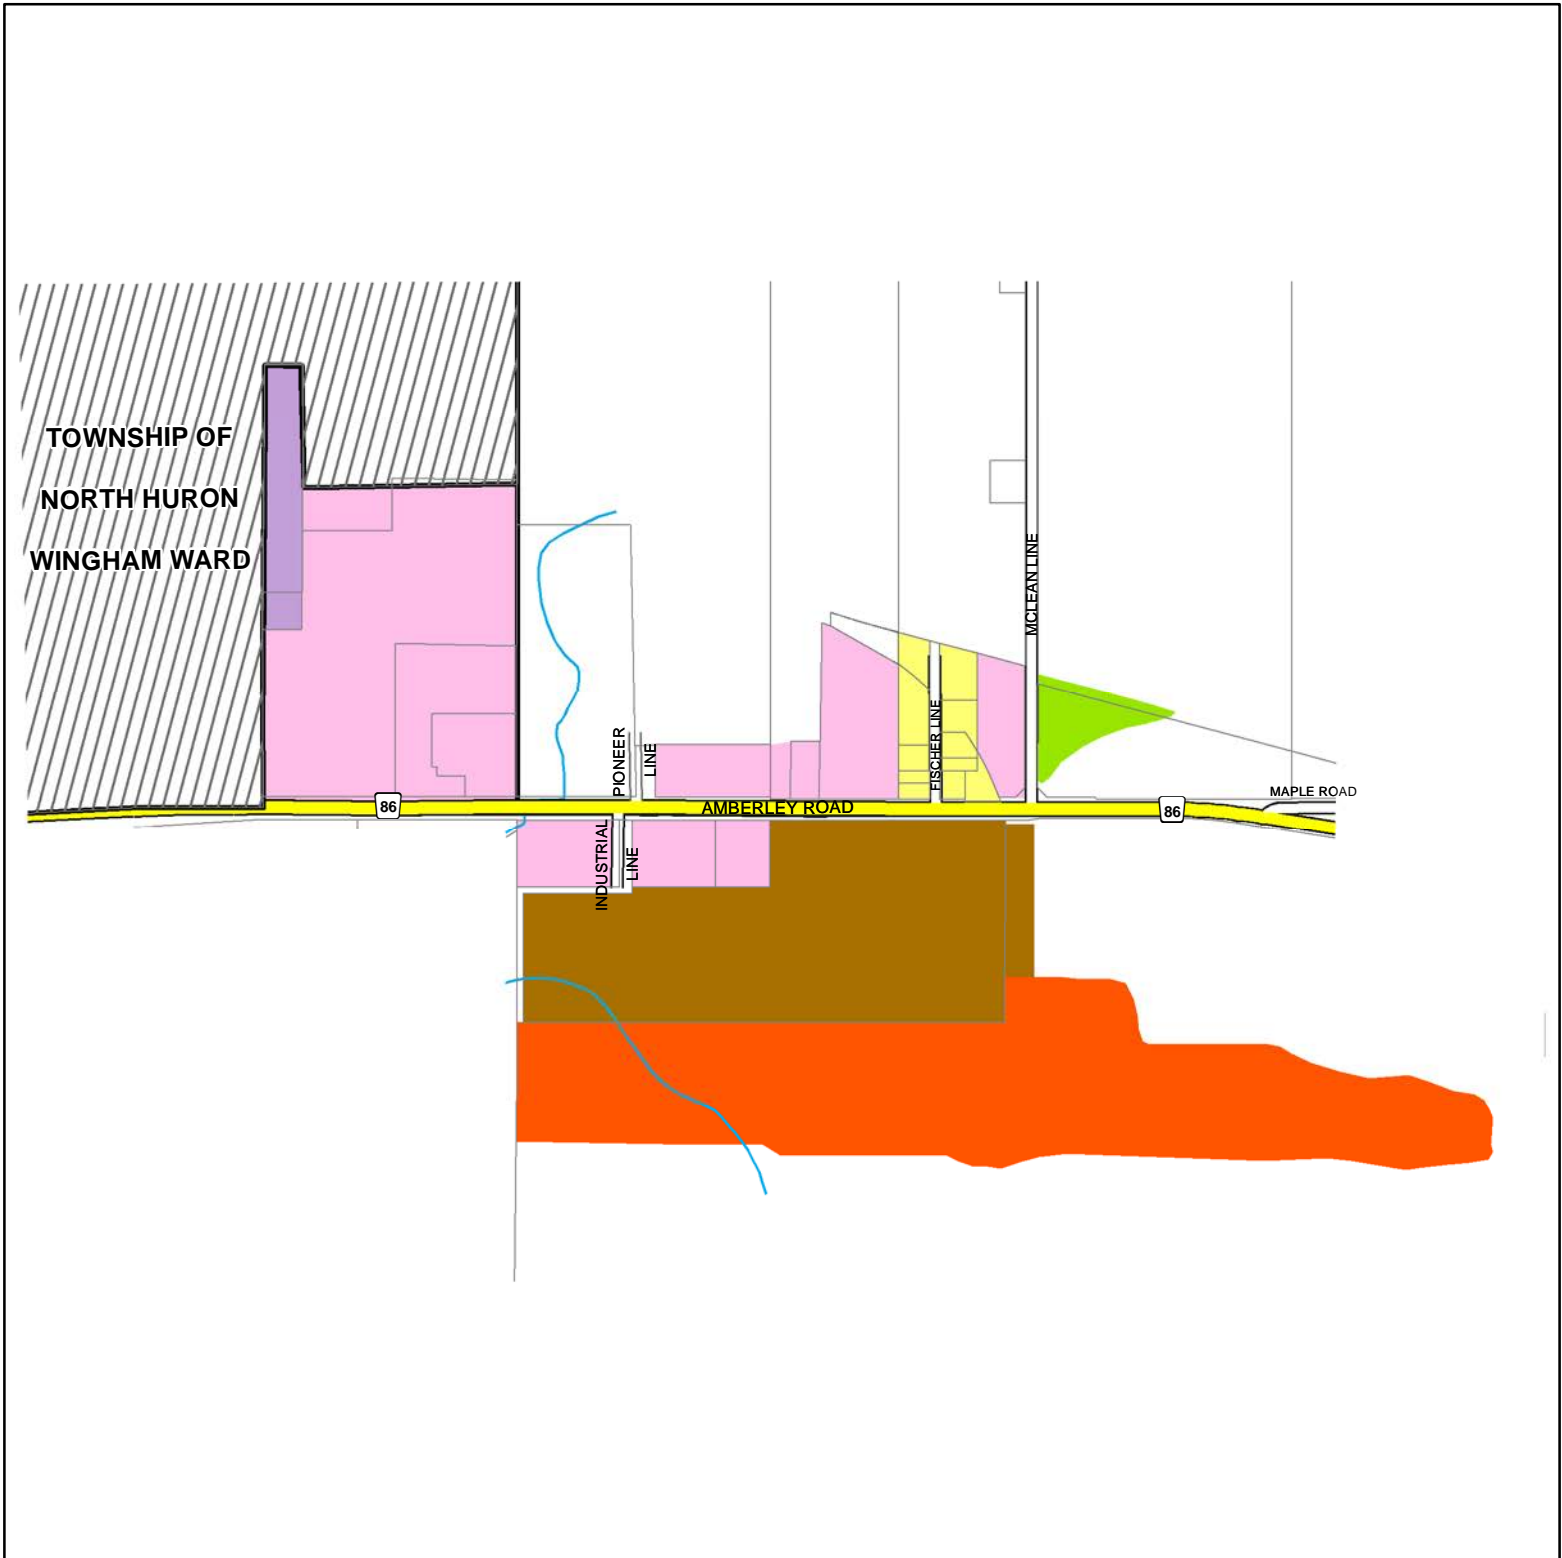 TOWNSHIP OF
NORTH HURON
WINGHAM WARD
MCLEAN LINE
FISCHER LINE
PIONEER
LINE
86
AMBERLEY ROAD
86
MAPLE ROAD
INDUSTRIAL
LINE